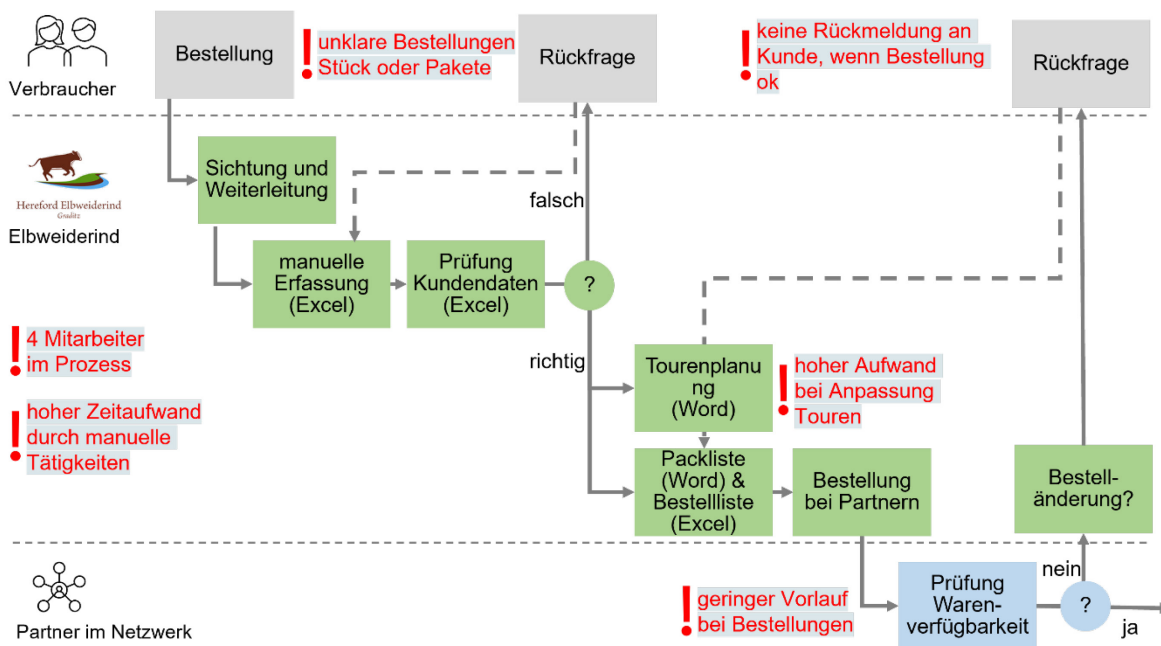 Verbraucher
Bestellung
! unklare Bestellungen
Stück oder Pakete
Rückfrage
! keine Rückmeldung an
Kunde, wenn Bestellung
ok
Rückfrage
Hereford Elbweiderind
Graditz
Elbweiderind
Sichtung und
Weiterleitung
falsch
manuelle
Erfassung
(Excel)
Prüfung
Kundendaten
(Excel)
?
! 4 Mitarbeiter
im Prozess
richtig
Tourenplanu
ng
(Word)
! hoher Aufwand
bei Anpassung
Touren
! hoher Zeitaufwand
durch manuelle
Tätigkeiten
Packliste
(Word) &
Bestellliste
(Excel)
Bestellung
bei Partnern
Bestell-
änderung?
Partner im Netzwerk
! geringer Vorlauf
bei Bestellungen
Prüfung
Waren-
verfügbarkeit
nein
?
ja